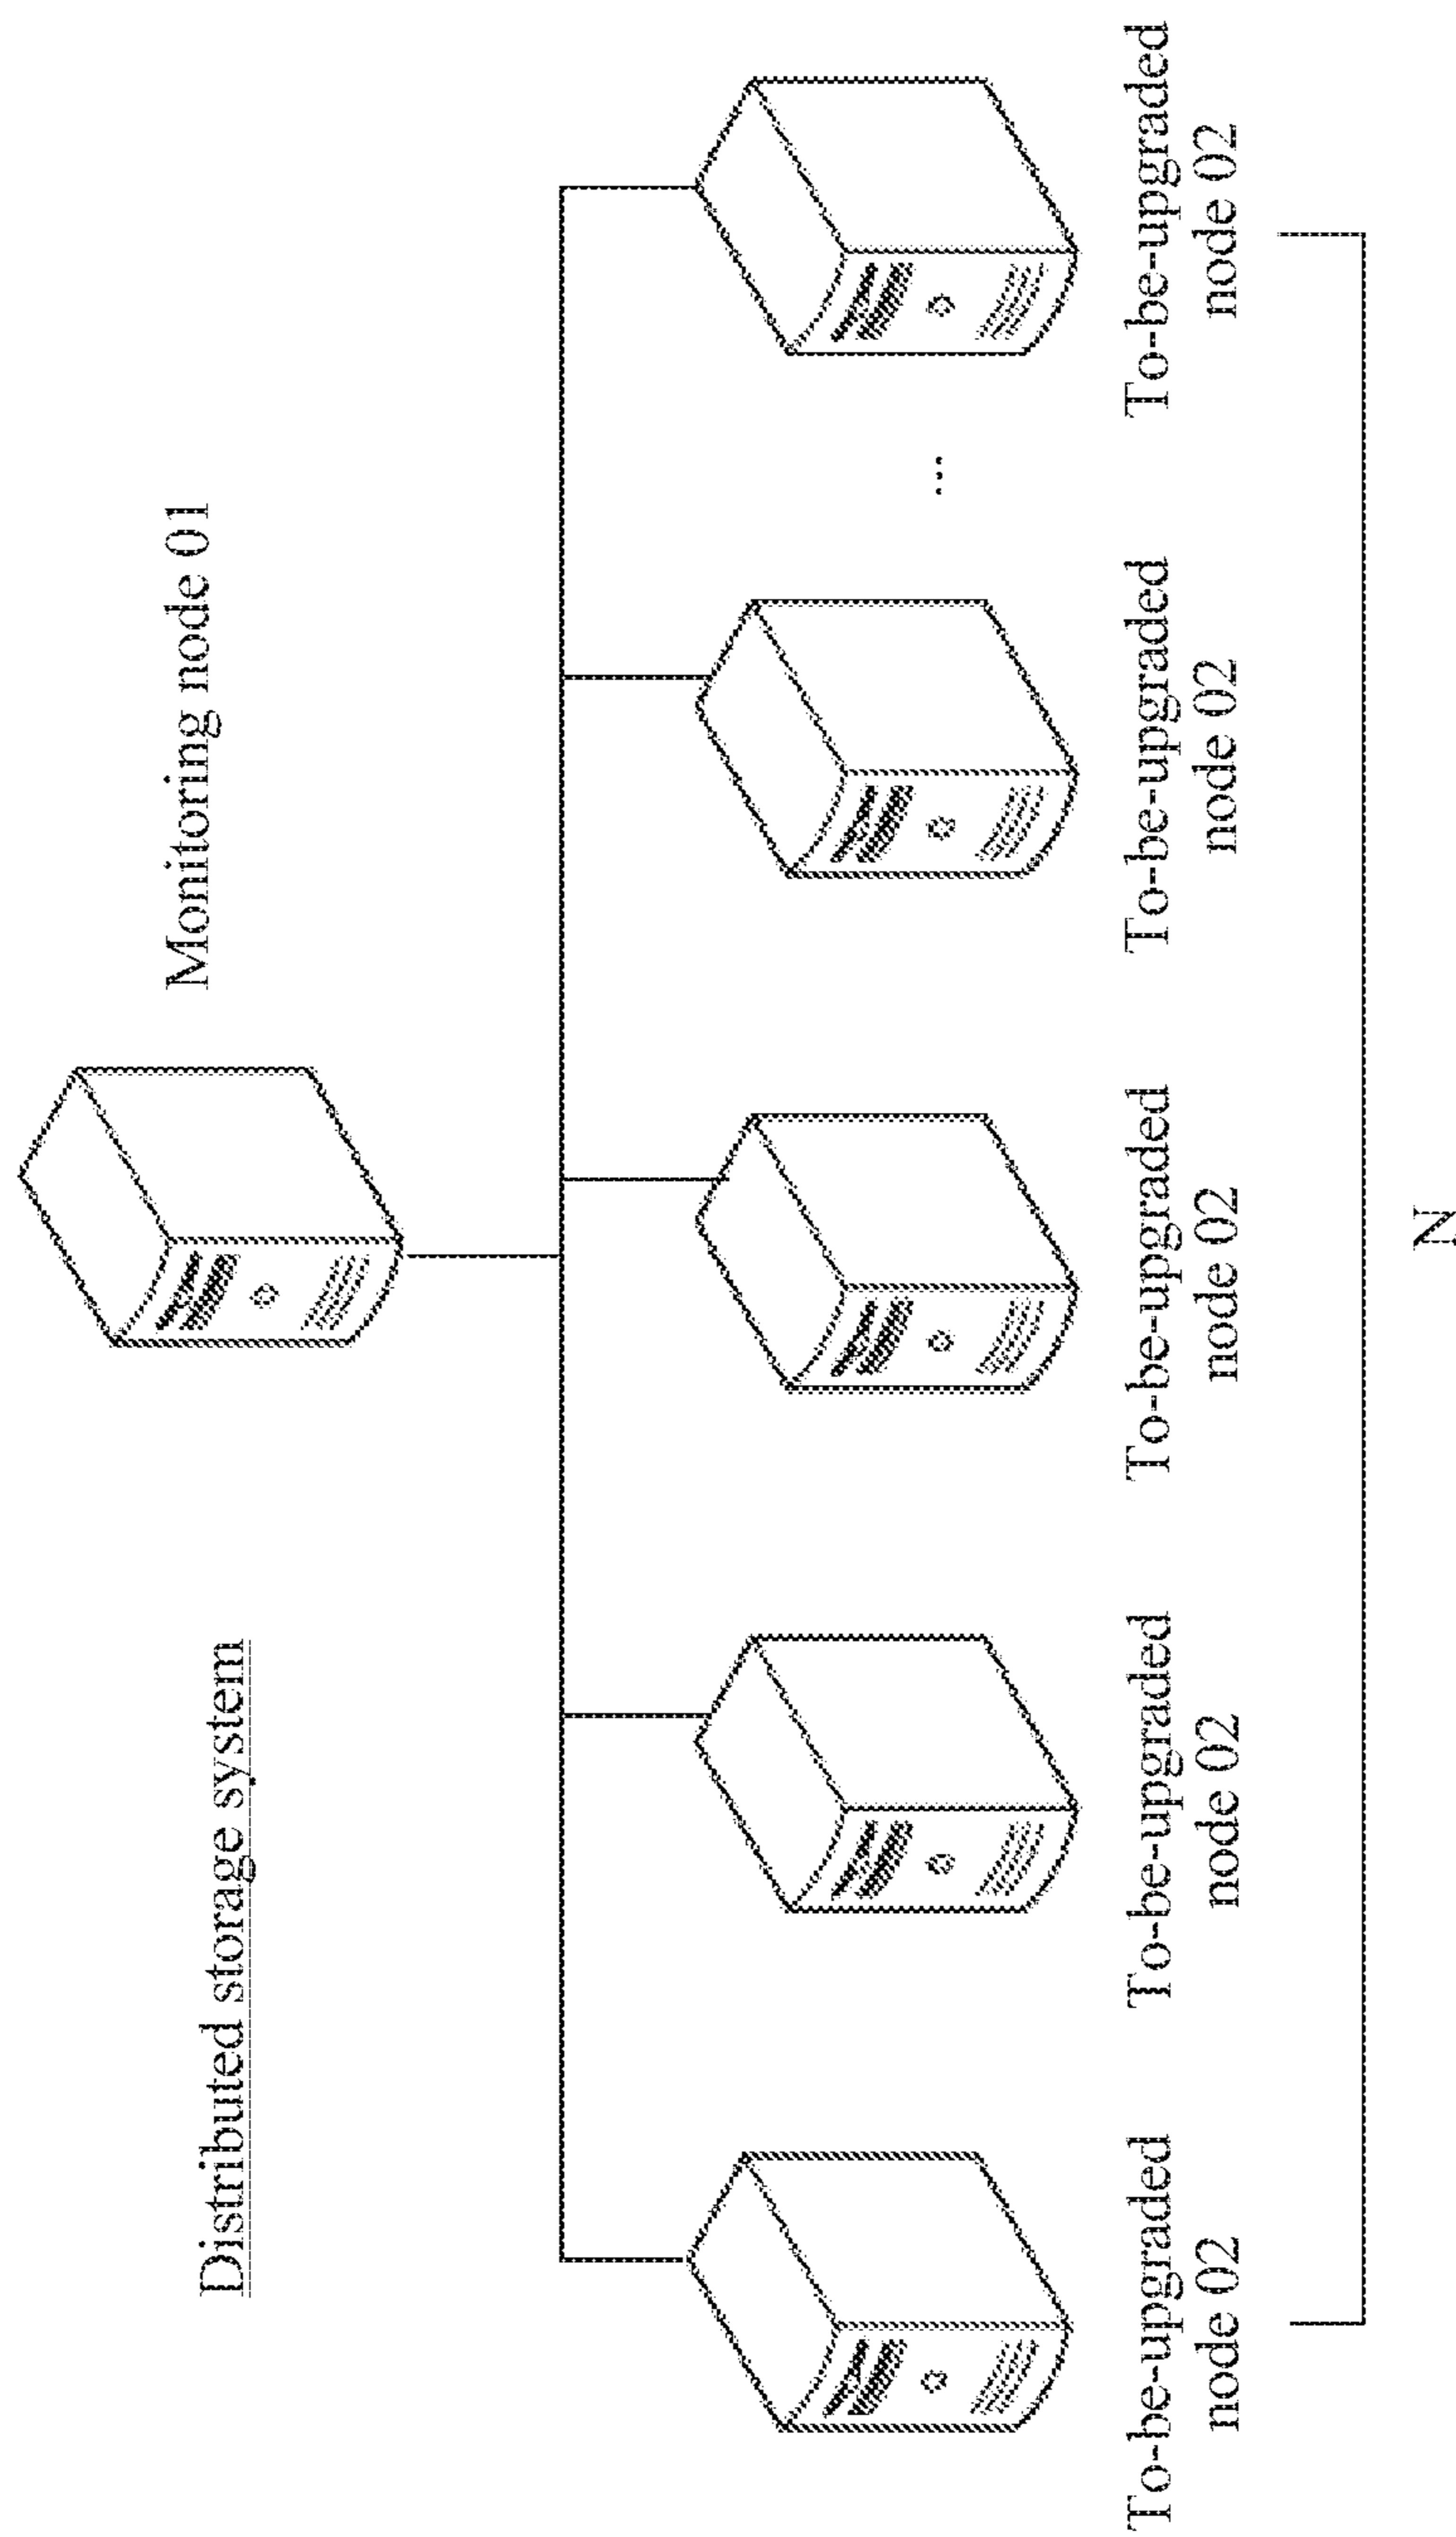 Monitoring node 01
Distributed storage system
...
To-be-upgraded
node 02
To-be-upgraded
node 02
To-be-upgraded
node 02
To-be-upgraded
node 02
To-be-upgraded
node 02
N